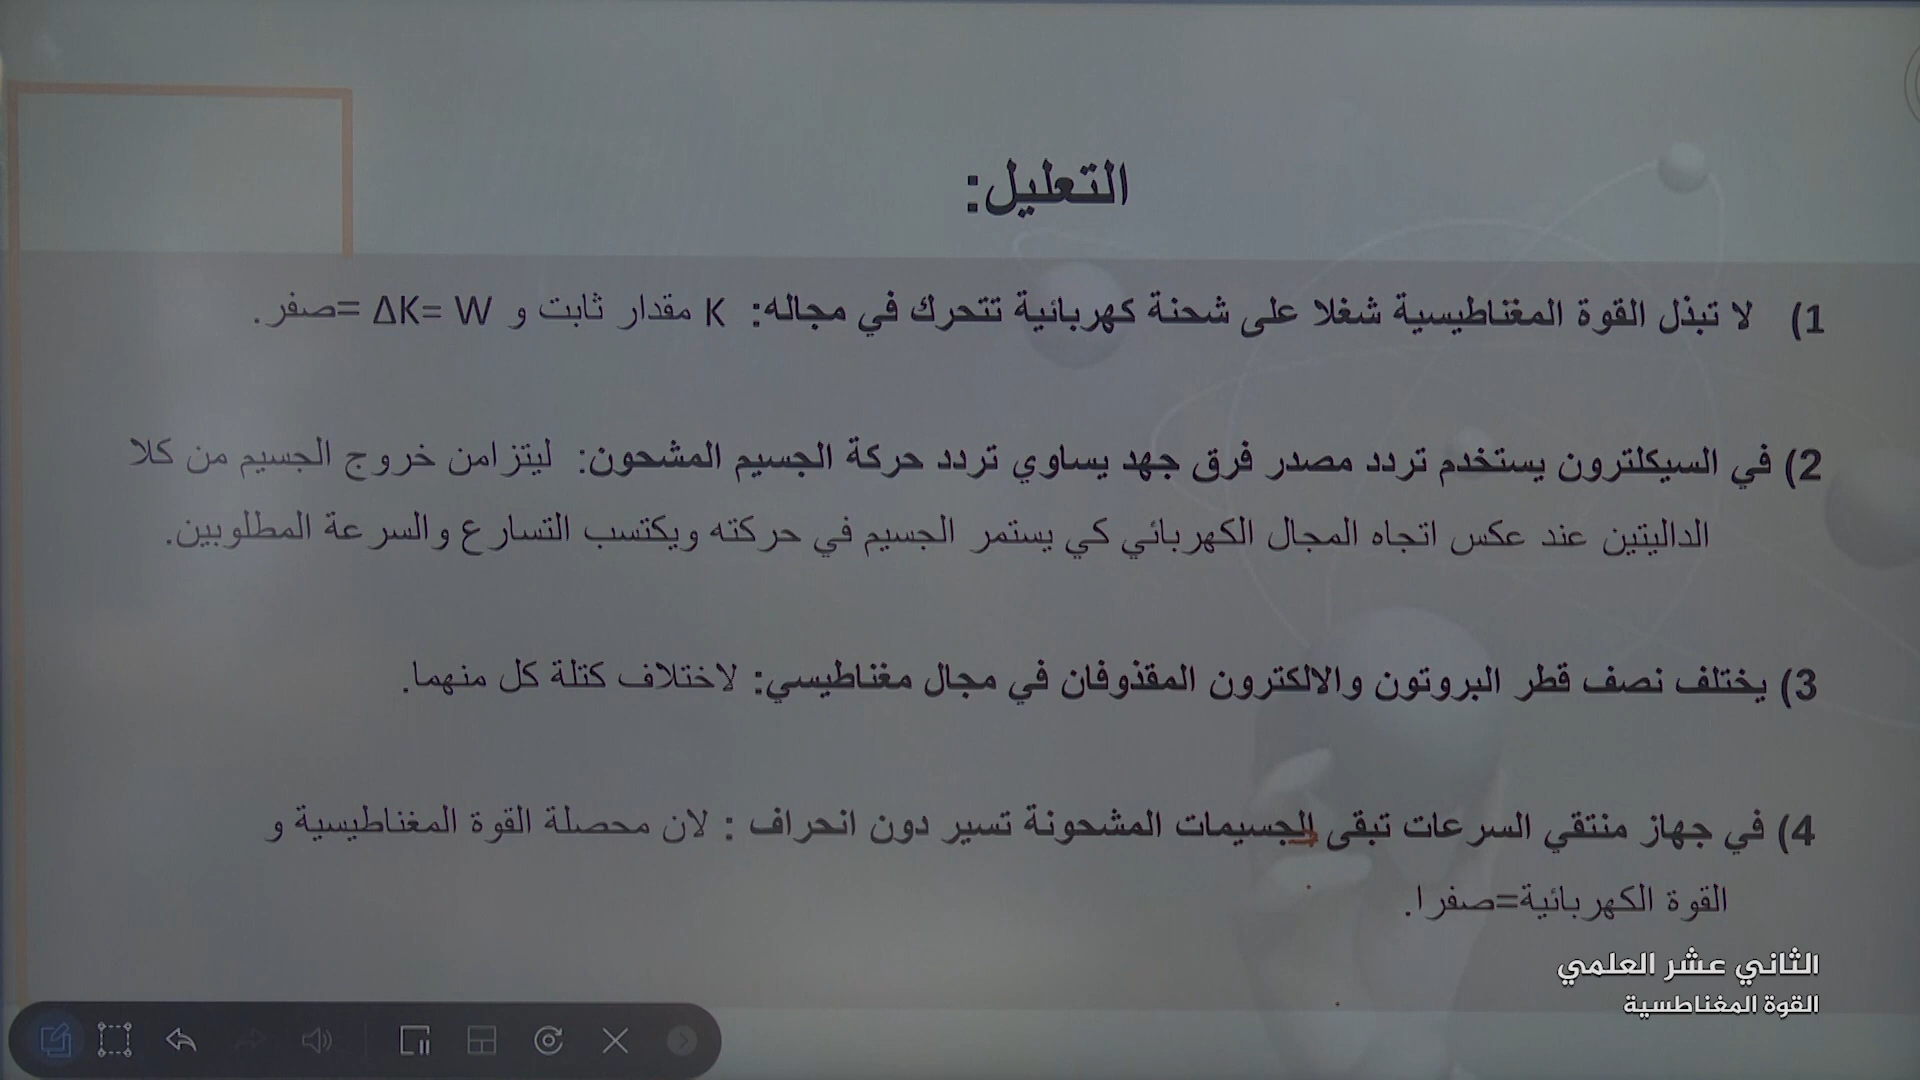 التعليل:
1) لا تبذل القوة المغناطيسية شغلا على شحنة كهربائية تتحرك في مجاله: K مقدار ثابت و ΔK= W =صفر.
2) في السيكلترون يستخدم تردد مصدر فرق جهد يساوي تردد حركة الجسيم المشحون: ليتزامن خروج الجسيم من كلا
الداليتين عند عكس اتجاه المجال الكهربائي كي يستمر الجسيم في حركته ويكتسب التسارع والسرعة المطلوبين.
3) يختلف نصف قطر البروتون والالكترون المقذوفان في مجال مغناطيسي: لاختلاف كتلة كل منهما.
4) في جهاز منتقي السرعات تبقى الجسيمات المشحونة تسير دون انحراف : لان محصلة القوة المغناطيسية و
القوة الكهربائية=صفرا.
الثاني عشر العلمي
القوة المغناطسية